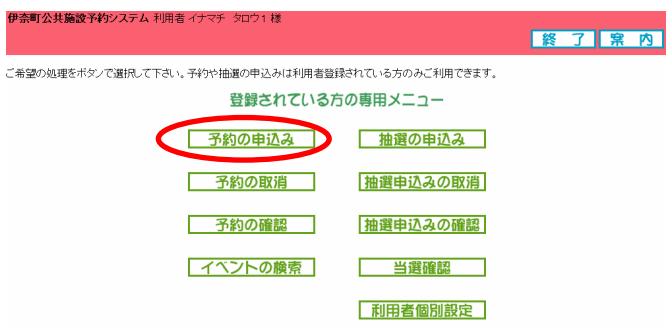 伊奈町公共施設予約システム 利用者 イナマチ タロウ1 様
終 了 案 内
ご希望の処理をボタンで選択して下さい。予約や抽選の申込みは利用者登録されている方のみご利用できます。
登録されている方の専用メニュー
予約の申込み 抽選の申込み
予約の取消 抽選申込みの取消
予約の確認 抽選申込みの確認
イベントの検索 当選確認
利用者個別設定